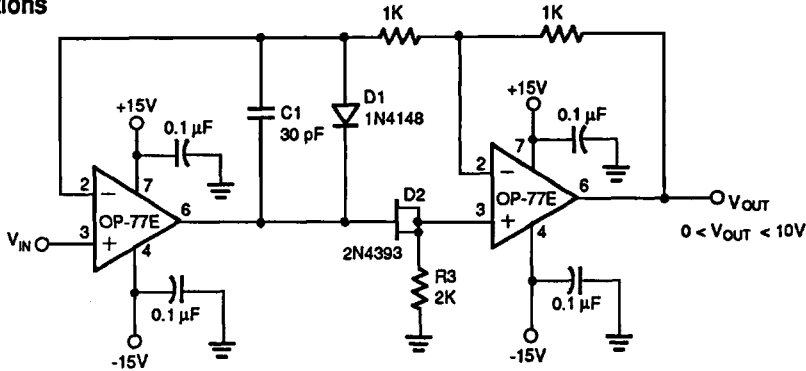 tions
1K
1K
+15V
0.1 µF
C1
30 pF
D1
1N4148
+15V
0.1 µF
2
7
OP-77E
6
3
4
VIN
D2
2N4393
R3
2K
2
7
OP-77E
6
3
4
VOUT
0 < VOUT < 10V
0.1 µF
-15V
0.1 µF
-15V